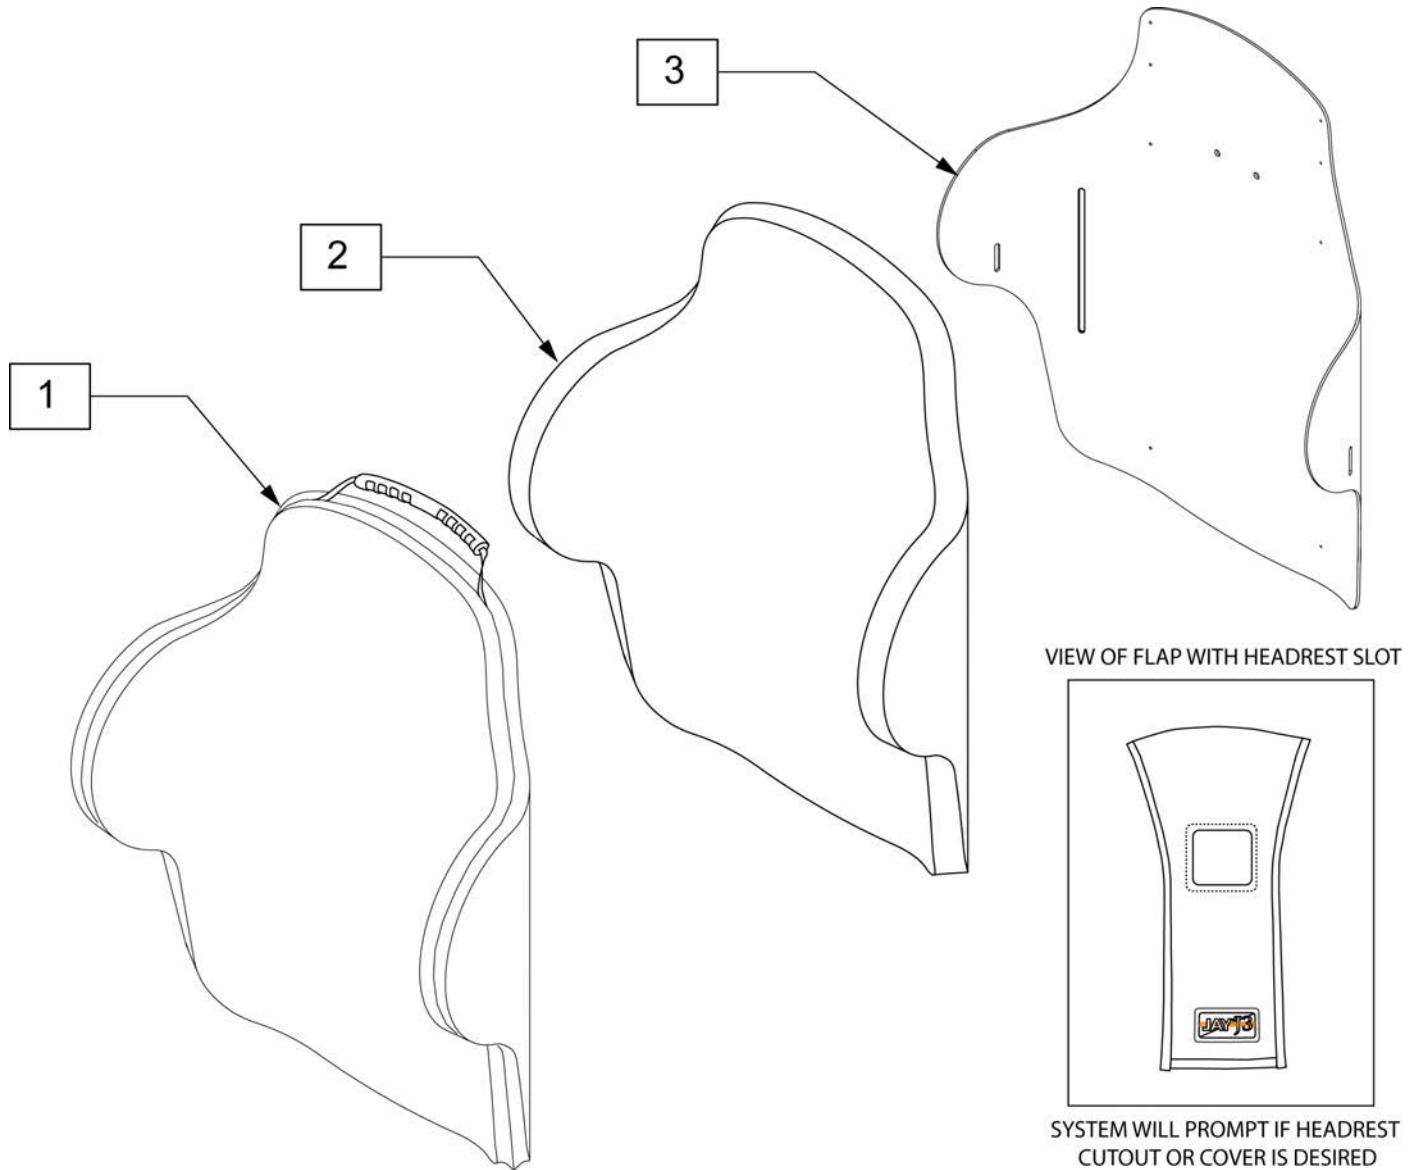 3
2
1
VIEW OF FLAP WITH HEADREST SLOT
JAY J3
SYSTEM WILL PROMPT IF HEADREST
CUTOUT OR COVER IS DESIRED